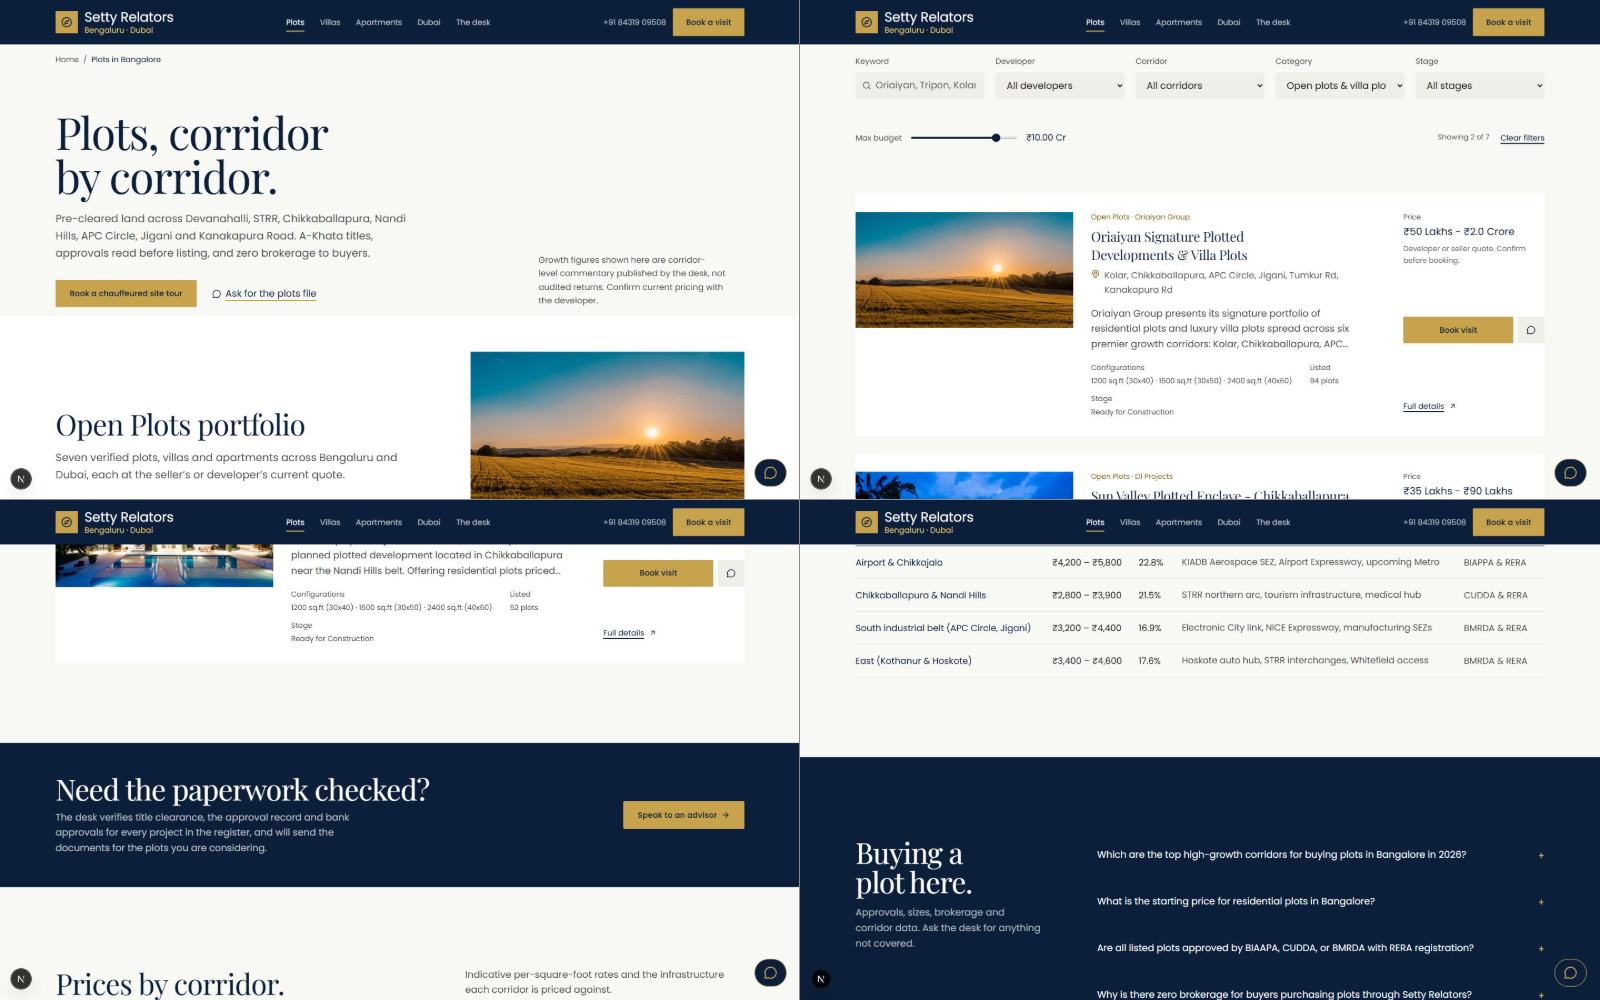 Setty Relators
Bengaluru · Dubai
Plots
Villas
Apartments
Dubai
The desk
+91 84319 09508
Book a visit
Home / Plots in Bangalore
Plots, corridor
by corridor.
Pre-cleared land across Devanahalli, STRR, Chikkaballapura, Nandi
Hills, APC Circle, Jigani and Kanakapura Road. A-Khata titles,
approvals read before listing, and zero brokerage to buyers.
Book a chauffeured site tour
Ask for the plots file
Growth figures shown here are corridor-
level commentary published by the desk, not
audited returns. Confirm current pricing with
the developer.
Open Plots portfolio
Seven verified plots, villas and apartments across Bengaluru and
Dubai, each at the seller's or developer's current quote.
N
Setty Relators
Bengaluru · Dubai
Plots
Villas
Apartments
Dubai
The desk
+91 84319 09508
Book a visit
Keyword
Developer
Corridor
Category
Stage
Oriaiyan, Tripon, Kolar
All developers
All corridors
Open plots & villa plo
All stages
Max budget
₹10.00 Cr
Showing 2 of 7
Clear filters
Open Plots · Oriaiyan Group
Oriaiyan Signature Plotted
Developments & Villa Plots
Kolar, Chikkaballapura, APC Circle, Jigani, Tumkur Rd,
Kanakapura Rd
Oriaiyan Group presents its signature portfolio of
residential plots and luxury villa plots spread across six
premier growth corridors: Kolar, Chikkaballapura, APC...
Configurations
1200 sq.ft (30x40) · 1500 sq.ft (30x50) · 2400 sq.ft (40x60)
Listed
94 plots
Stage
Ready for Construction
Price
₹50 Lakhs - ₹2.0 Crore
Developer or seller quote. Confirm
before booking.
Book visit
Full details
Open Plots · D1 Projects
Sun Valley Plotted Enclave - Chikkaballapura
Price
₹35 Lakhs - ₹90 Lakhs
N
Setty Relators
Bengaluru · Dubai
Plots
Villas
Apartments
Dubai
The desk
+91 84319 09508
Book a visit
planned plotted development located in Chikkaballapura
near the Nandi Hills belt. Offering residential plots priced...
Configurations
1200 sq.ft (30x40) · 1500 sq.ft (30x50) · 2400 sq.ft (40x60)
Listed
52 plots
Stage
Ready for Construction
Book visit
Full details
Need the paperwork checked?
The desk verifies title clearance, the approval record and bank
approvals for every project in the register, and will send the
documents for the plots you are considering.
Speak to an advisor
Prices by corridor.
Indicative per-square-foot rates and the infrastructure
each corridor is priced against.
N
Setty Relators
Bengaluru · Dubai
Plots
Villas
Apartments
Dubai
The desk
+91 84319 09508
Book a visit
Airport & Chikkajala ₹4,200 – ₹5,800 22.8% KIADB Aerospace SEZ, Airport Expressway, upcoming Metro BIAPPA & RERA
Chikkaballapura & Nandi Hills ₹2,800 – ₹3,900 21.5% STRR northern arc, tourism infrastructure, medical hub CUDDA & RERA
South industrial belt (APC Circle, Jigani) ₹3,200 – ₹4,400 16.9% Electronic City link, NICE Expressway, manufacturing SEZs BMRDA & RERA
East (Kothanur & Hoskote) ₹3,400 – ₹4,600 17.6% Hoskote auto hub, STRR interchanges, Whitefield access BMRDA & RERA
Buying a
plot here.
Approvals, sizes, brokerage and
corridor data. Ask the desk for anything
not covered.
Which are the top high-growth corridors for buying plots in Bangalore in 2026?
+
What is the starting price for residential plots in Bangalore?
+
Are all listed plots approved by BIAAPA, CUDDA, or BMRDA with RERA registration?
+
Why is there zero brokerage for buyers purchasing plots through Setty Relators?
+
N